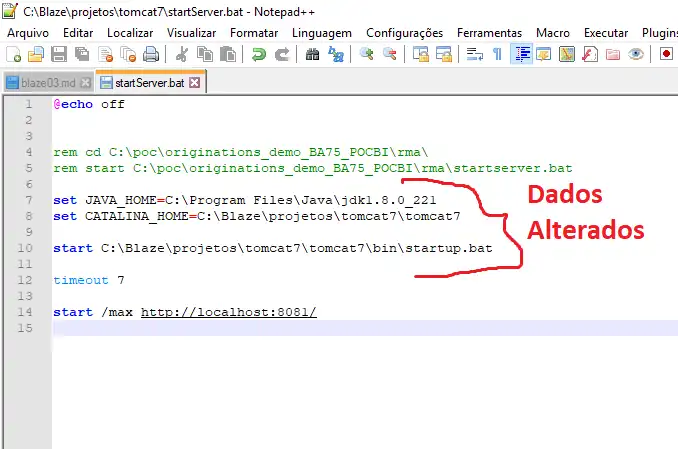 C:\Blaze\projetos\tomcat7\startServer.bat - Notepad++
Arquivo Editar Localizar Visualizar Formatar Linguagem Configurações Ferramentas Macro Executar Plugins
blaze03.md startServer.bat
1 @echo off
2
3
4 rem cd C:\poc\originations_demo_BA75_POCBI\rma\
5 rem start C:\poc\originations_demo_BA75_POCBI\rma\startserver.bat
6
7 set JAVA_HOME=C:\Program Files\Java\jdk1.8.0_221
8 set CATALINA_HOME=C:\Blaze\projetos\tomcat7\tomcat7
9
10 start C:\Blaze\projetos\tomcat7\tomcat7\bin\startup.bat
11
12 timeout 7
13
14 start /max http://localhost:8081/
15
Dados
Alterados